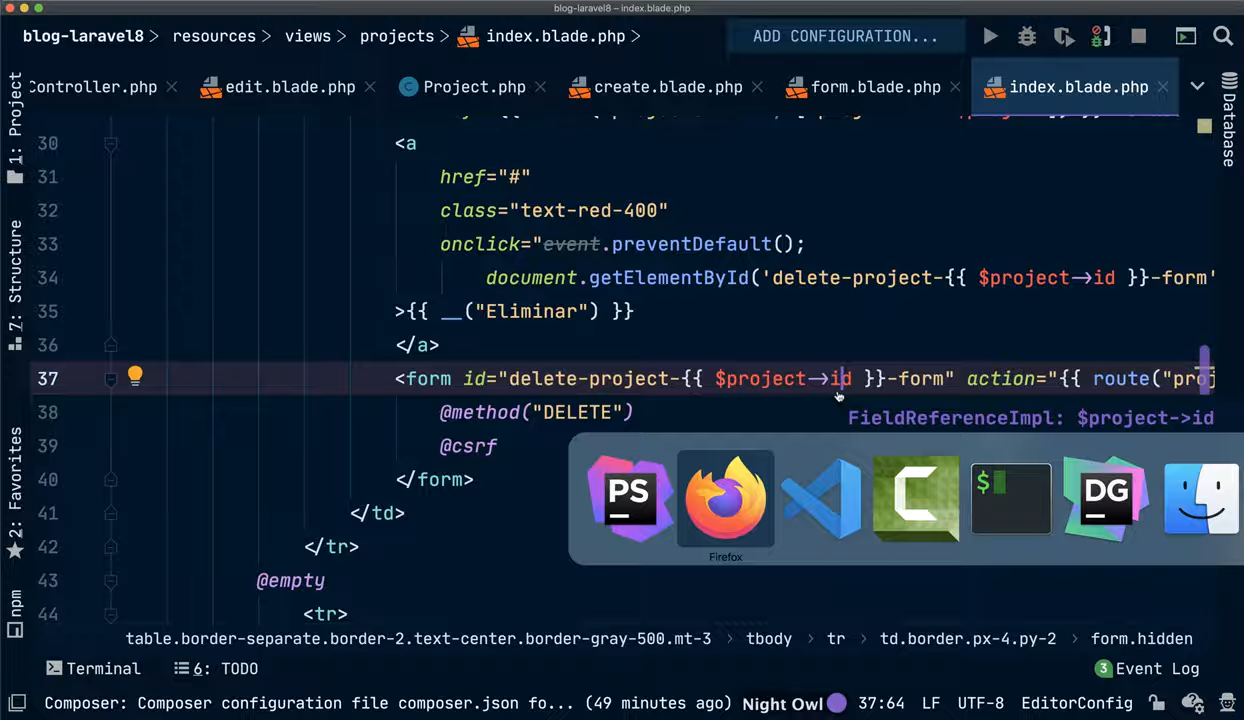 blog-laravel8 – index.blade.php
blog-laravel8 > resources > views > projects > index.blade.php > ADD CONFIGURATION...
Controller.php edit.blade.php Project.php create.blade.php form.blade.php index.blade.php
1: Project
7: Structure
2: Favorites
npm
Database
30 <a
31 href="#"
32 class="text-red-400"
33 onclick="event.preventDefault();
34 document.getElementById('delete-project-{{ $project->id }}-form'
35 >{{ __("Eliminar") }}
36 </a>
37 <form id="delete-project-{{ $project->id }}-form" action="{{ route("proj
FieldReferenceImpl: $project->id
38 @method("DELETE")
39 @csrf
40 </form>
41 </td>
42 </tr>
43 @empty
44 <tr>
PS
$
DG
Firefox
table.border-separate.border-2.text-center.border-gray-500.mt-3 > tbody > tr > td.border.px-4.py-2 > form.hidden
Terminal 6: TODO 3 Event Log
Composer: Composer configuration file composer.json fo... (49 minutes ago) Night Owl 37:64 LF UTF-8 EditorConfig